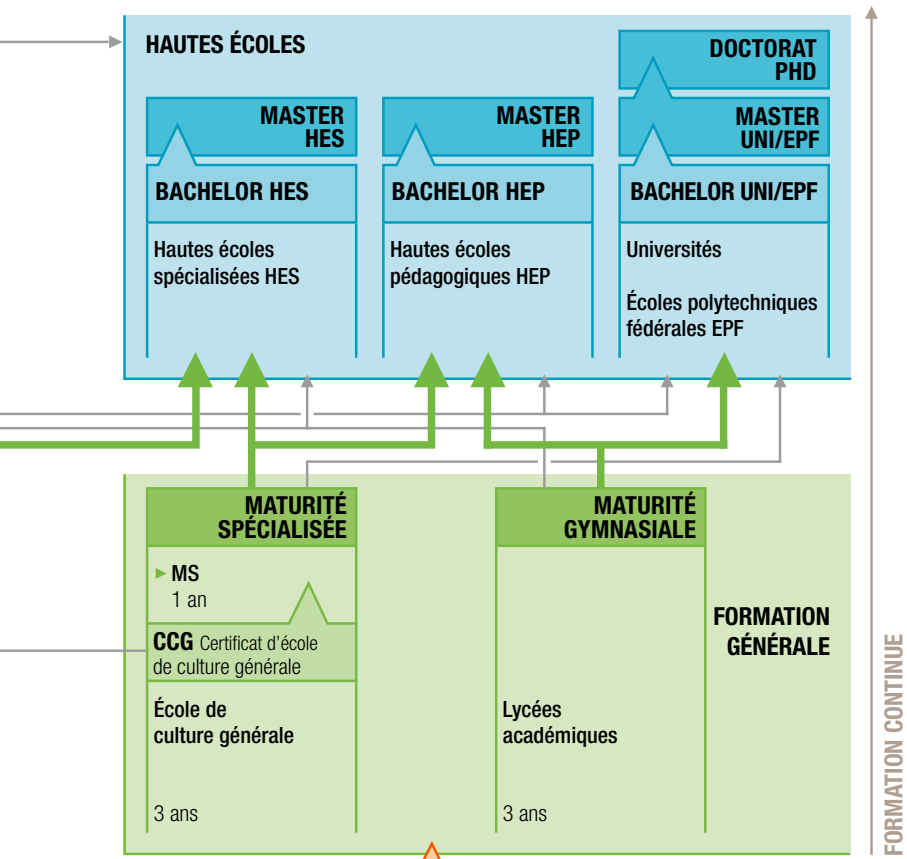 HAUTES ÉCOLES
DOCTORAT
PHD
MASTER
HES
MASTER
HEP
MASTER
UNI/EPF
BACHELOR HES
BACHELOR HEP
BACHELOR UNI/EPF
Hautes écoles
spécialisées HES
Hautes écoles
pédagogiques HEP
Universités
Écoles polytechniques
fédérales EPF
MATURITÉ
SPÉCIALISÉE
MATURITÉ
GYMNASIALE
► MS
1 an
CCG Certificat d'école
de culture générale
FORMATION
GÉNÉRALE
École de
culture générale
Lycées
académiques
3 ans
3 ans
FORMATION CONTINUE